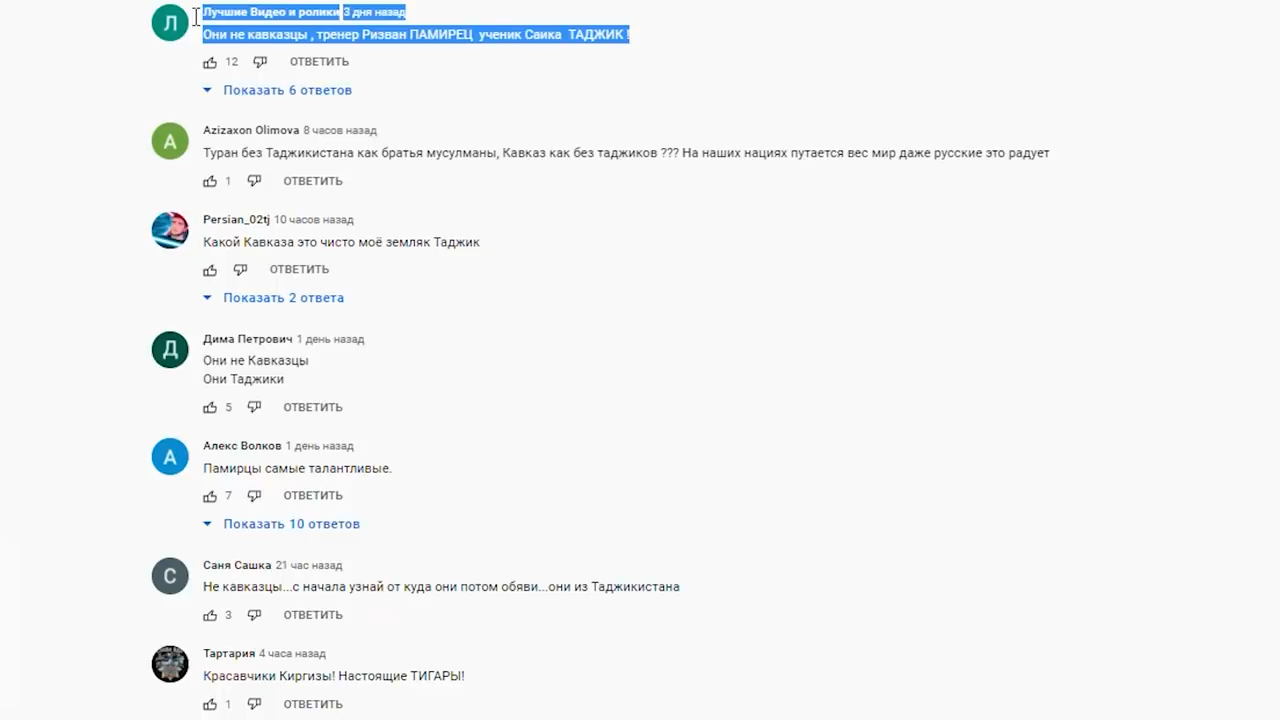 Л
Лучшие Видео и ролики 3 дня назад
Они не кавказцы , тренер Ризван ПАМИРЕЦ ученик Саика ТАДЖИК !
12 ОТВЕТИТЬ
Показать 6 ответов
A
Azizaxon Olimova 8 часов назад
Туран без Таджикистана как братья мусулманы, Кавказ как без таджиков ??? На наших нациях путается вес мир даже русские это радует
1 ОТВЕТИТЬ
Persian_02tj 10 часов назад
Какой Кавказа это чисто моё земляк Таджик
ОТВЕТИТЬ
Показать 2 ответа
Д
Дима Петрович 1 день назад
Они не Кавказцы
Они Таджики
5 ОТВЕТИТЬ
А
Алекс Волков 1 день назад
Памирцы самые талантливые.
7 ОТВЕТИТЬ
Показать 10 ответов
С
Саня Сашка 21 час назад
Не кавказцы...с начала узнай от куда они потом обяви...они из Таджикистана
3 ОТВЕТИТЬ
Тартария 4 часа назад
Красавчики Киргизы! Настоящие ТИГАРЫ!
1 ОТВЕТИТЬ